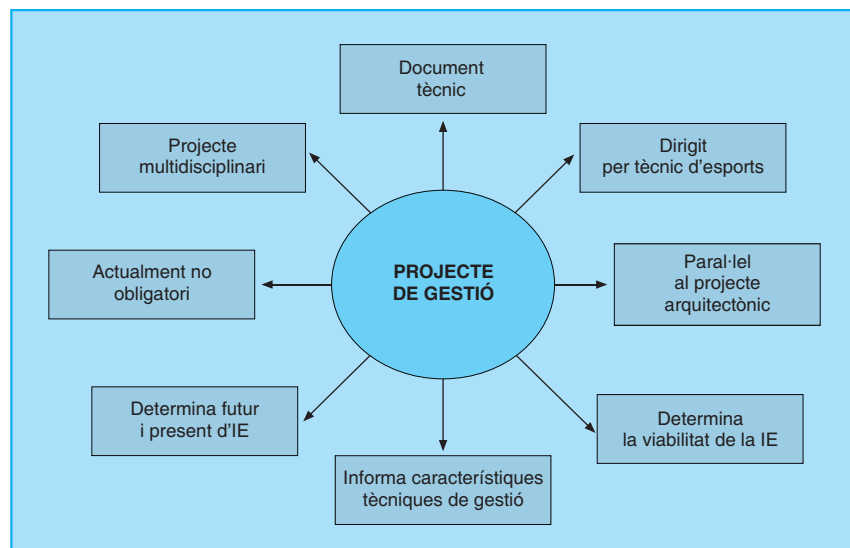 Document
tècnic
Projecte
multidisciplinari
Dirigit
per tècnic d'esports
Actualment no
obligatori
PROJECTE
DE GESTIÓ
Paral·lel
al projecte
arquitectònic
Determina futur
i present d'IE
Informa característiques
tècniques de gestió
Determina
la viabilitat de la IE